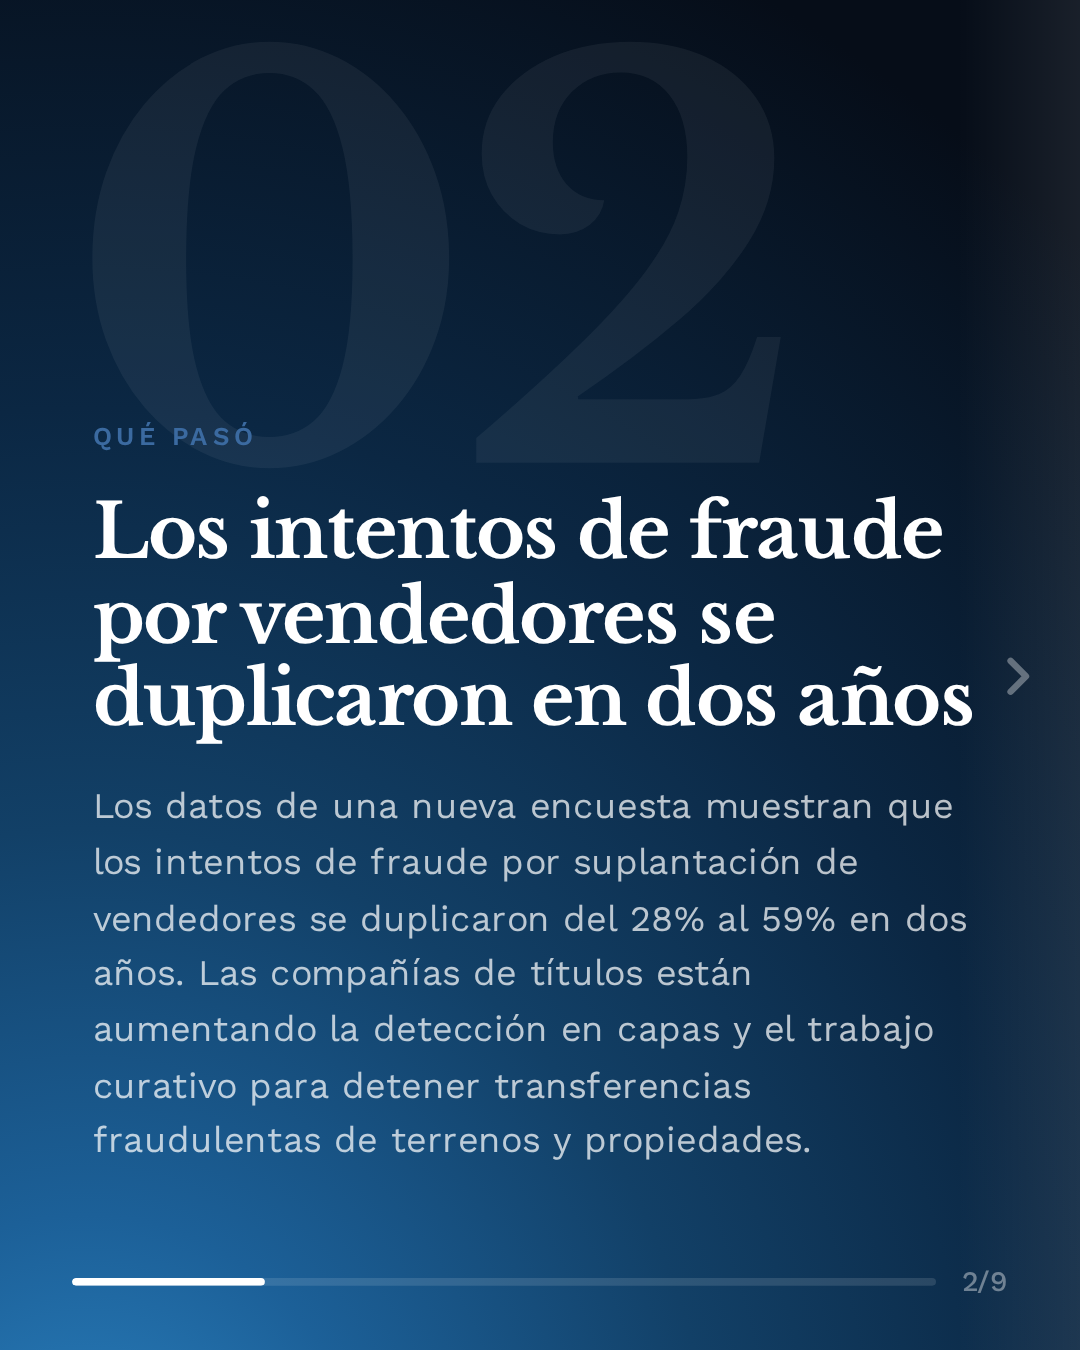 02
QUÉ PASÓ
Los intentos de fraude
por vendedores se
duplicaron en dos años
Los datos de una nueva encuesta muestran que
los intentos de fraude por suplantación de
vendedores se duplicaron del 28% al 59% en dos
años. Las compañías de títulos están
aumentando la detección en capas y el trabajo
curativo para detener transferencias
fraudulentas de terrenos y propiedades.
2/9